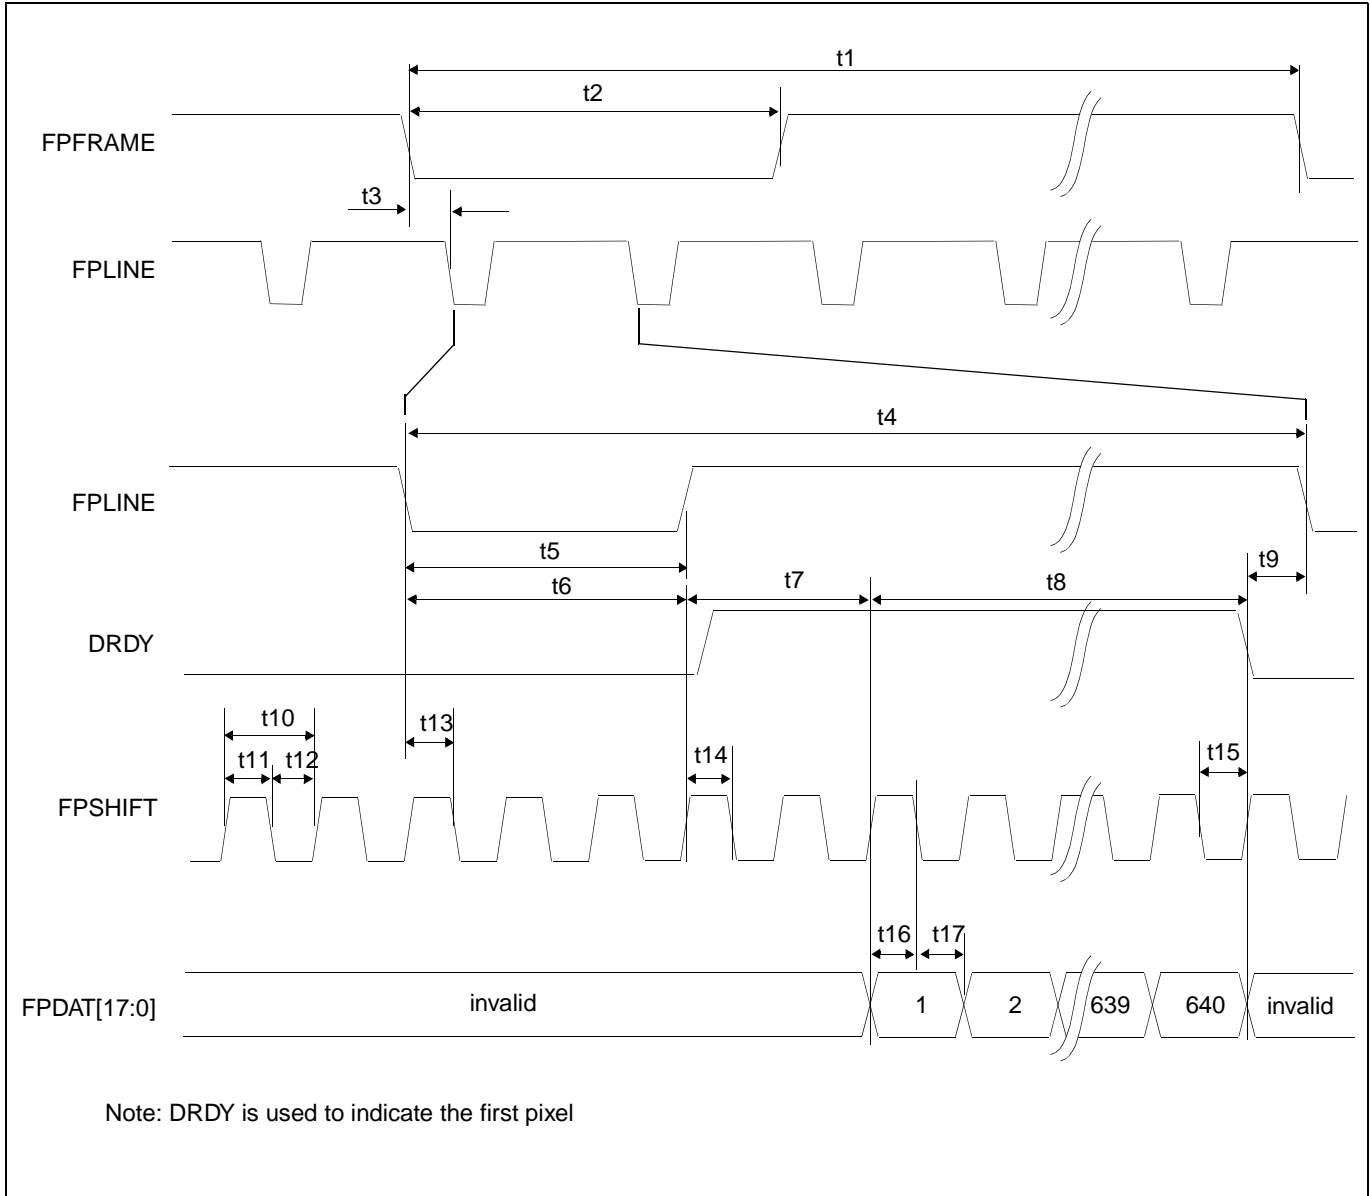 t1
t2
FPFRAME
t3
FPLINE
t4
FPLINE
t5
t9
t6
t7
t8
DRDY
t10
t13
t11
t12
t14
t15
FPSHIFT
t16
t17
FPDAT[17:0]
invalid
1
2
639
640
invalid
Note: DRDY is used to indicate the first pixel